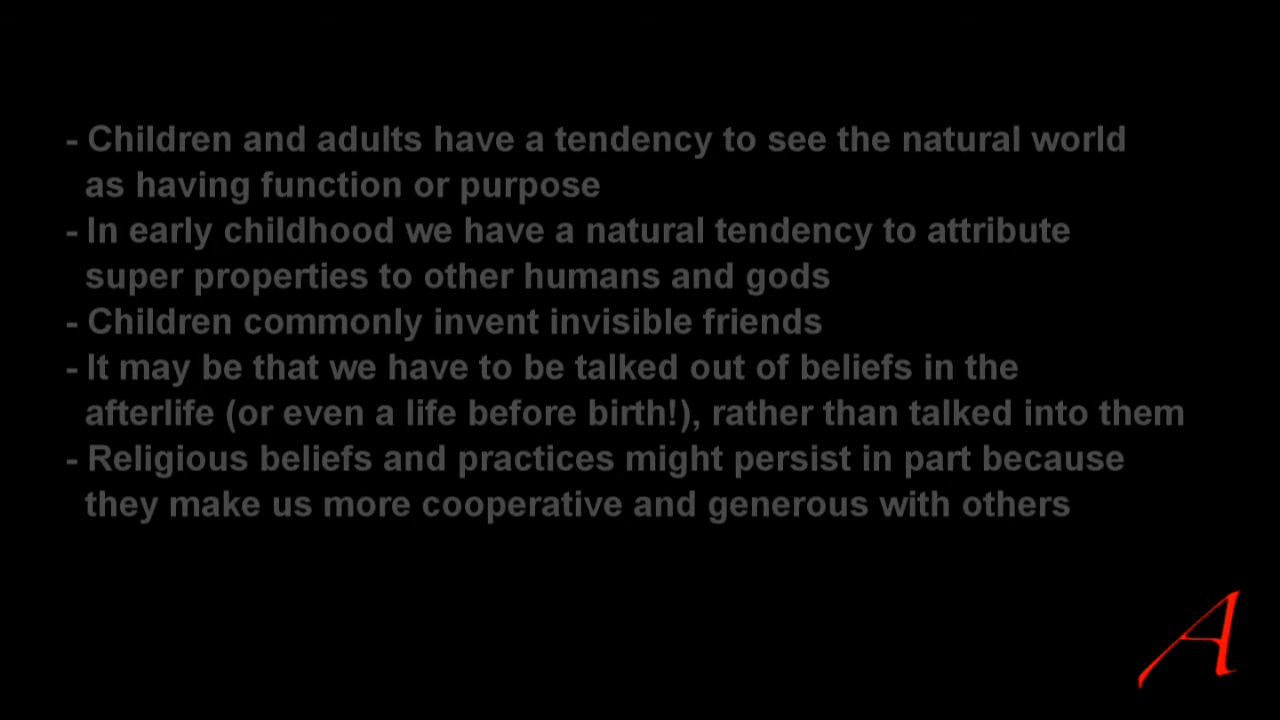 - Children and adults have a tendency to see the natural world
as having function or purpose
- In early childhood we have a natural tendency to attribute
super properties to other humans and gods
- Children commonly invent invisible friends
- It may be that we have to be talked out of beliefs in the
afterlife (or even a life before birth!), rather than talked into them
- Religious beliefs and practices might persist in part because
they make us more cooperative and generous with others
A